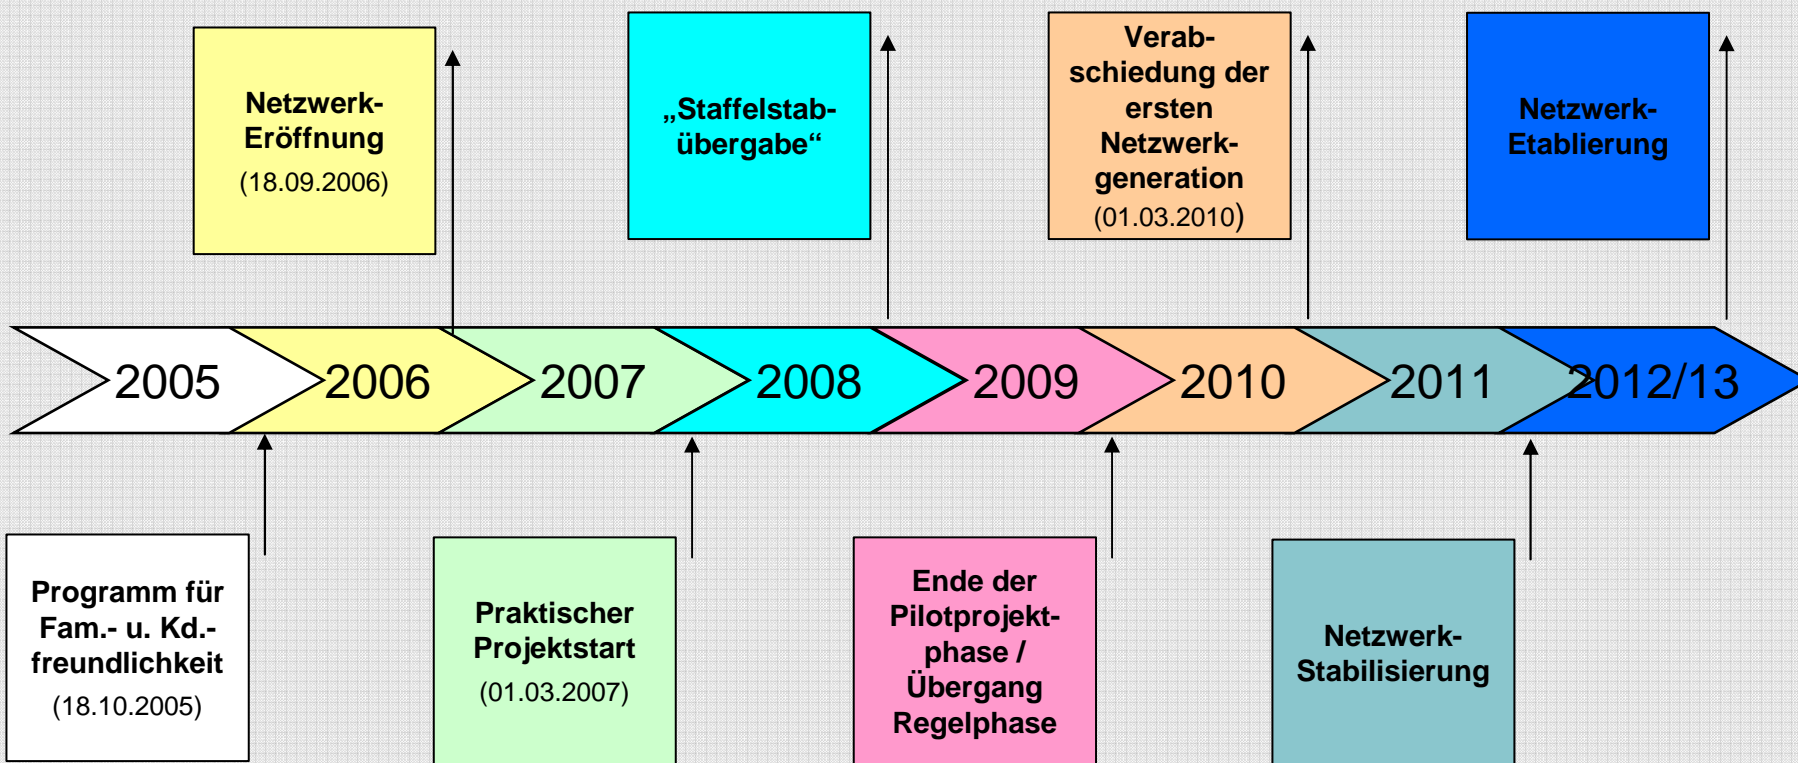 Netzwerk-
Eröffnung
(18.09.2006)
„Staffelstab-
übergabe“
Verab-
schiedung der
ersten
Netzwerk-
generation
(01.03.2010)
Netzwerk-
Etablierung
2005
2006
2007
2008
2009
2010
2011
2012/13
Programm für
Fam.- u. Kd.-
freundlichkeit
(18.10.2005)
Praktischer
Projektstart
(01.03.2007)
Ende der
Pilotprojekt-
phase /
Übergang
Regelphase
Netzwerk-
Stabilisierung